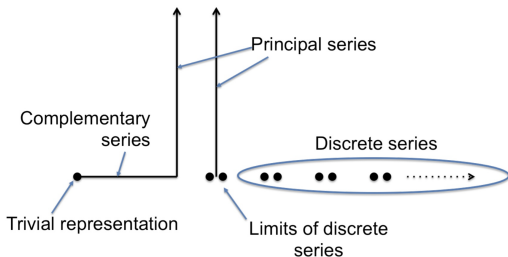 Principal series
Complementary
series
Discrete series
Trivial representation
Limits of discrete
series